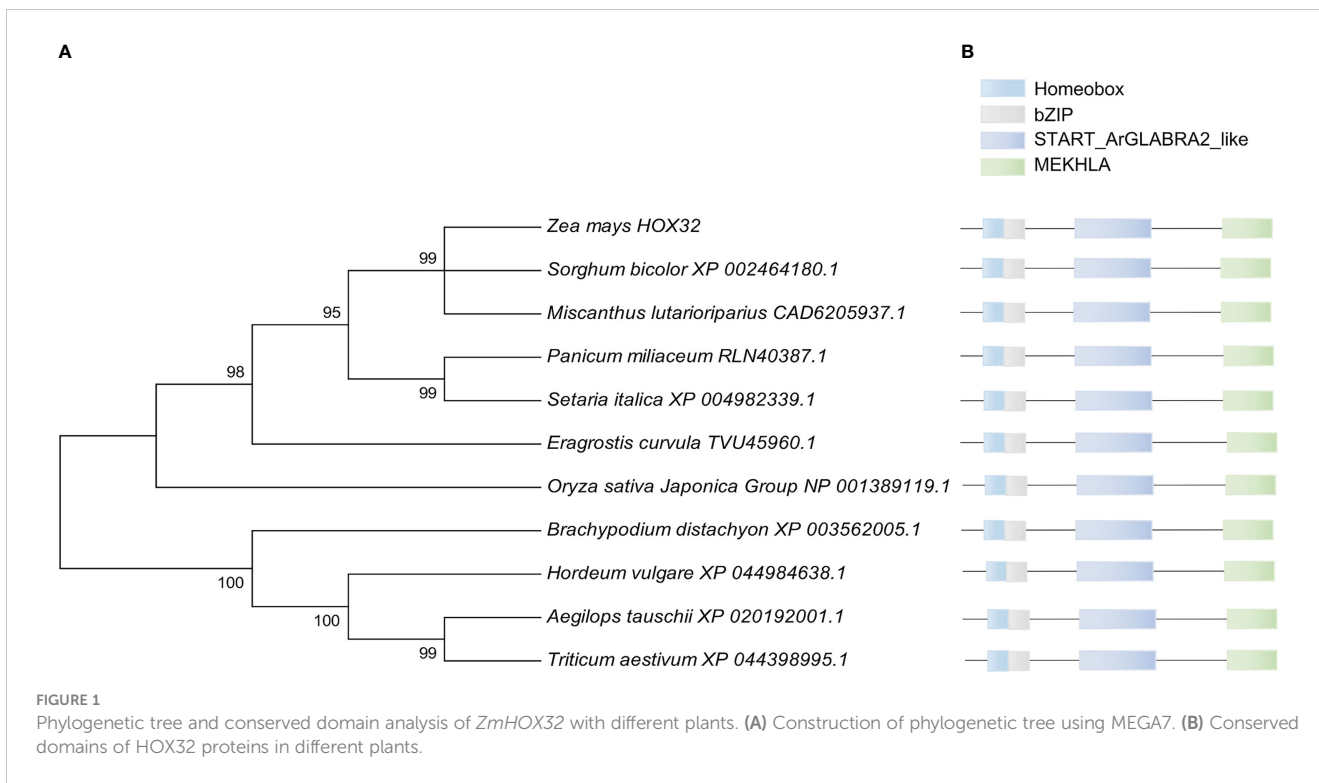 A
B
Homeobox
bZIP
START_ArGLABRA2_like
MEKHLA
Zea mays HOX32
99
Sorghum bicolor XP 002464180.1
95
Miscanthus lutarioriparius CAD6205937.1
98
Panicum miliaceum RLN40387.1
99
Setaria italica XP 004982339.1
Eragrostis curvula TVU45960.1
Oryza sativa Japonica Group NP 001389119.1
Brachypodium distachyon XP 003562005.1
100
Hordeum vulgare XP 044984638.1
100
Aegilops tauschii XP 020192001.1
99
Triticum aestivum XP 044398995.1
FIGURE 1
Phylogenetic tree and conserved domain analysis of ZmHOX32 with different plants. (A) Construction of phylogenetic tree using MEGA7. (B) Conserved
domains of HOX32 proteins in different plants.